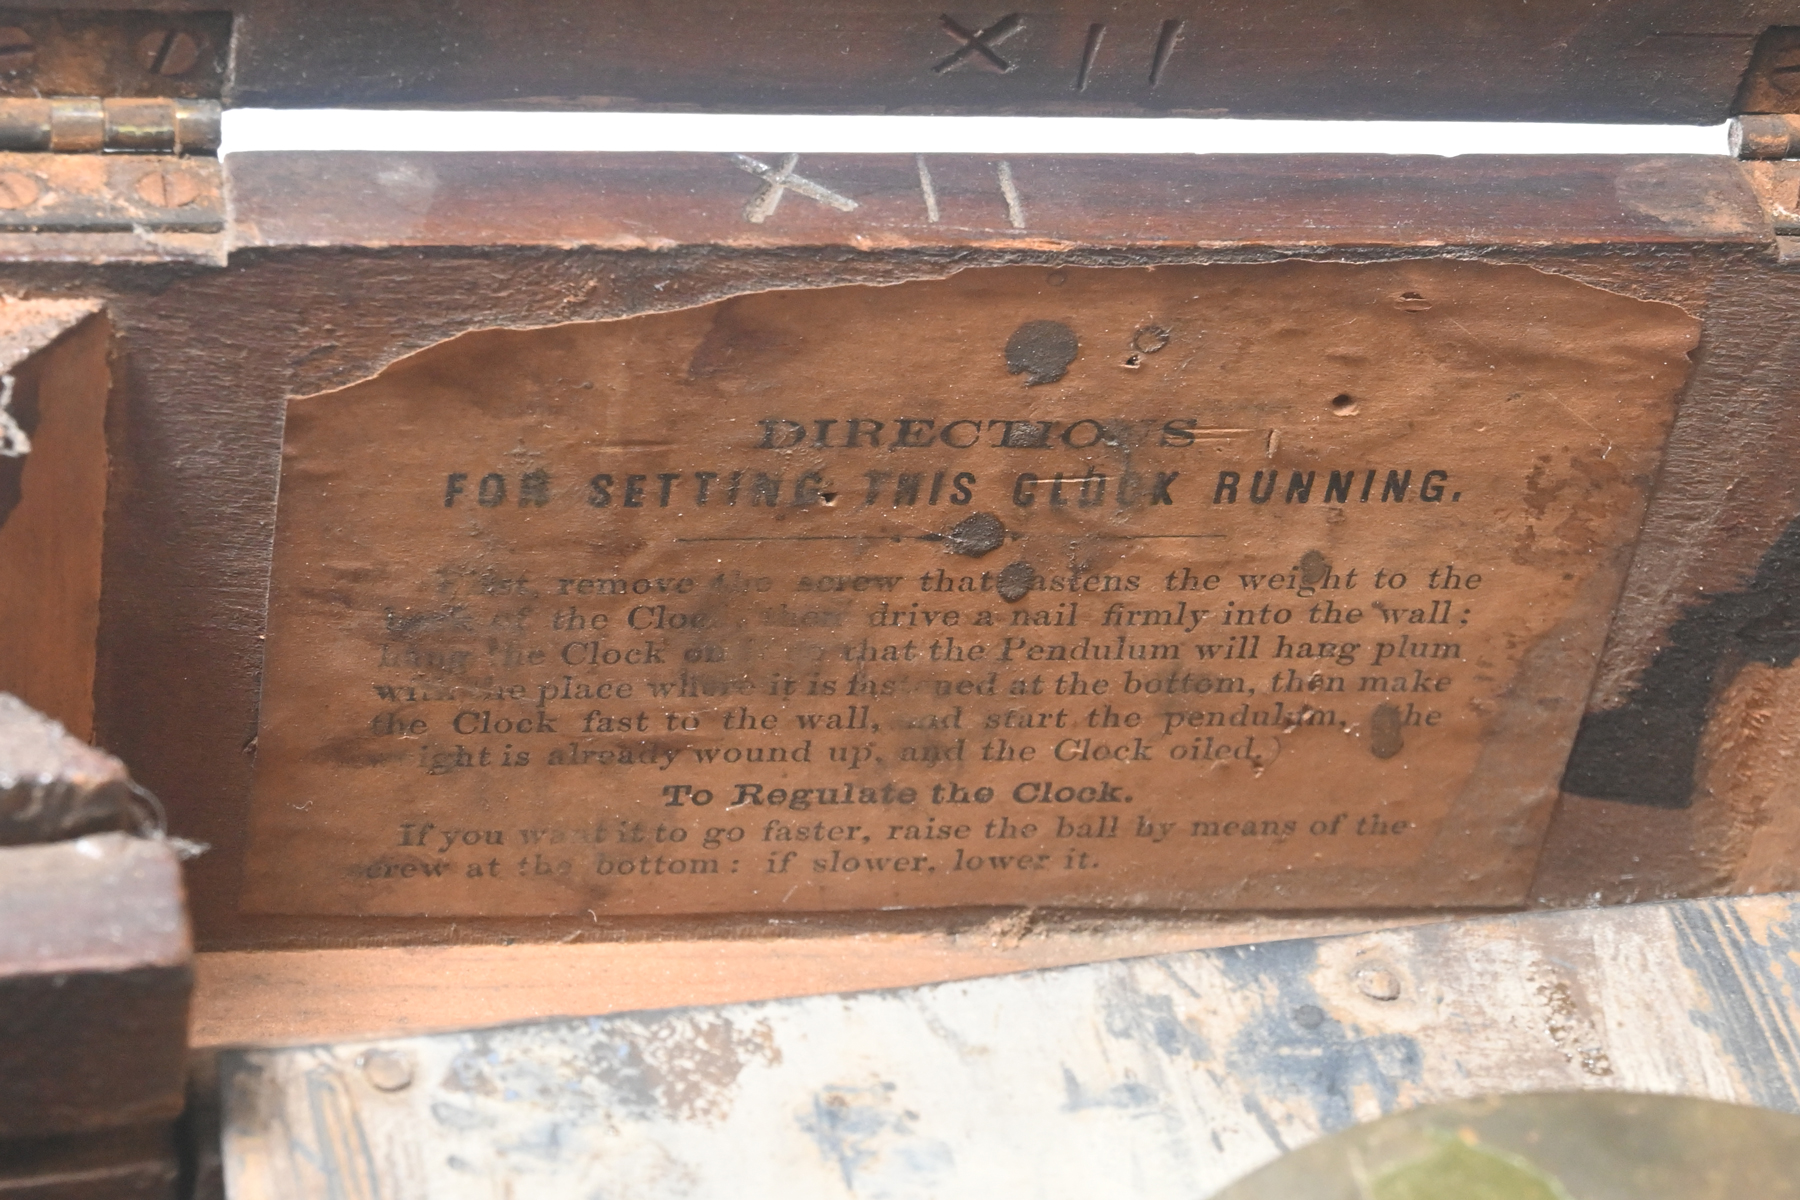 XII
XII
DIRECTIONS
FOR SETTING THIS CLOCK RUNNING.
First, remove the screw that fastens the weight to the
back of the Clock, then drive a nail firmly into the wall;
hang the Clock on it so that the Pendulum will hang plum
with the place where it is fastened at the bottom, then make
the Clock fast to the wall, and start the pendulum, (the
weight is already wound up, and the Clock oiled.)
To Regulate the Clock.
If you want it to go faster, raise the ball by means of the
screw at the bottom: if slower, lower it.